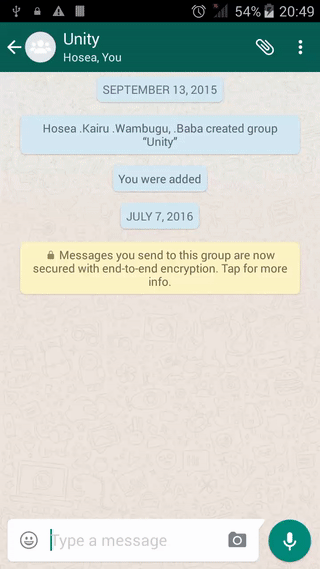 54% 20:49
Unity
Hosea, You
SEPTEMBER 13, 2015
Hosea .Kairu .Wambugu, .Baba created group
“Unity”
You were added
JULY 7, 2016
Messages you send to this group are now
secured with end-to-end encryption. Tap for more
info.
Type a message